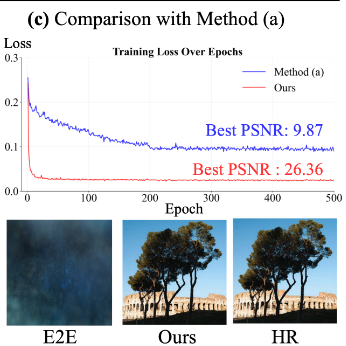 (c) Comparison with Method (a)
Loss
Training Loss Over Epochs
0.3
Method (a)
Ours
0.2
Best PSNR: 9.87
0.1
Best PSNR : 26.36
0.0
0 100 200 300 400 500
Epoch
E2E Ours HR